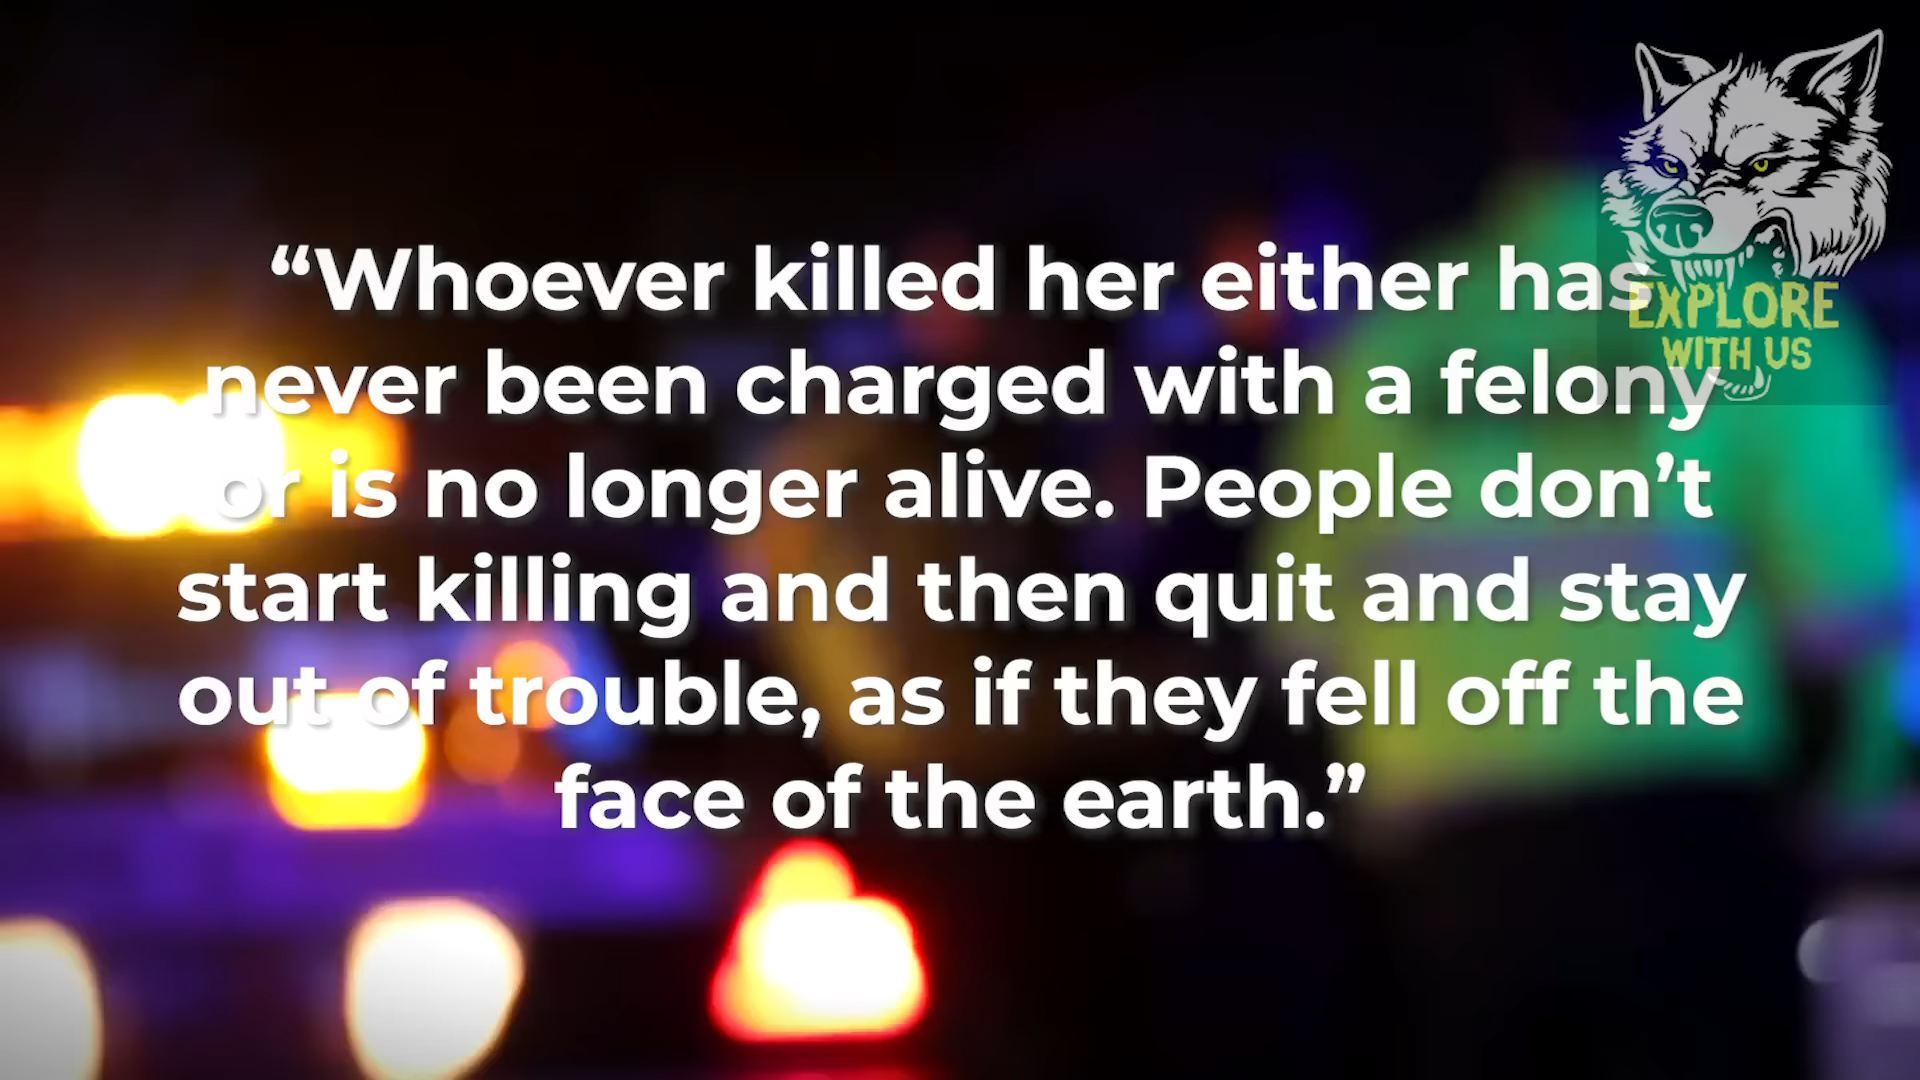 “Whoever killed her either has
never been charged with a felony
or is no longer alive. People don’t
start killing and then quit and stay
out of trouble, as if they fell off the
face of the earth.”
EXPLORE
WITH US